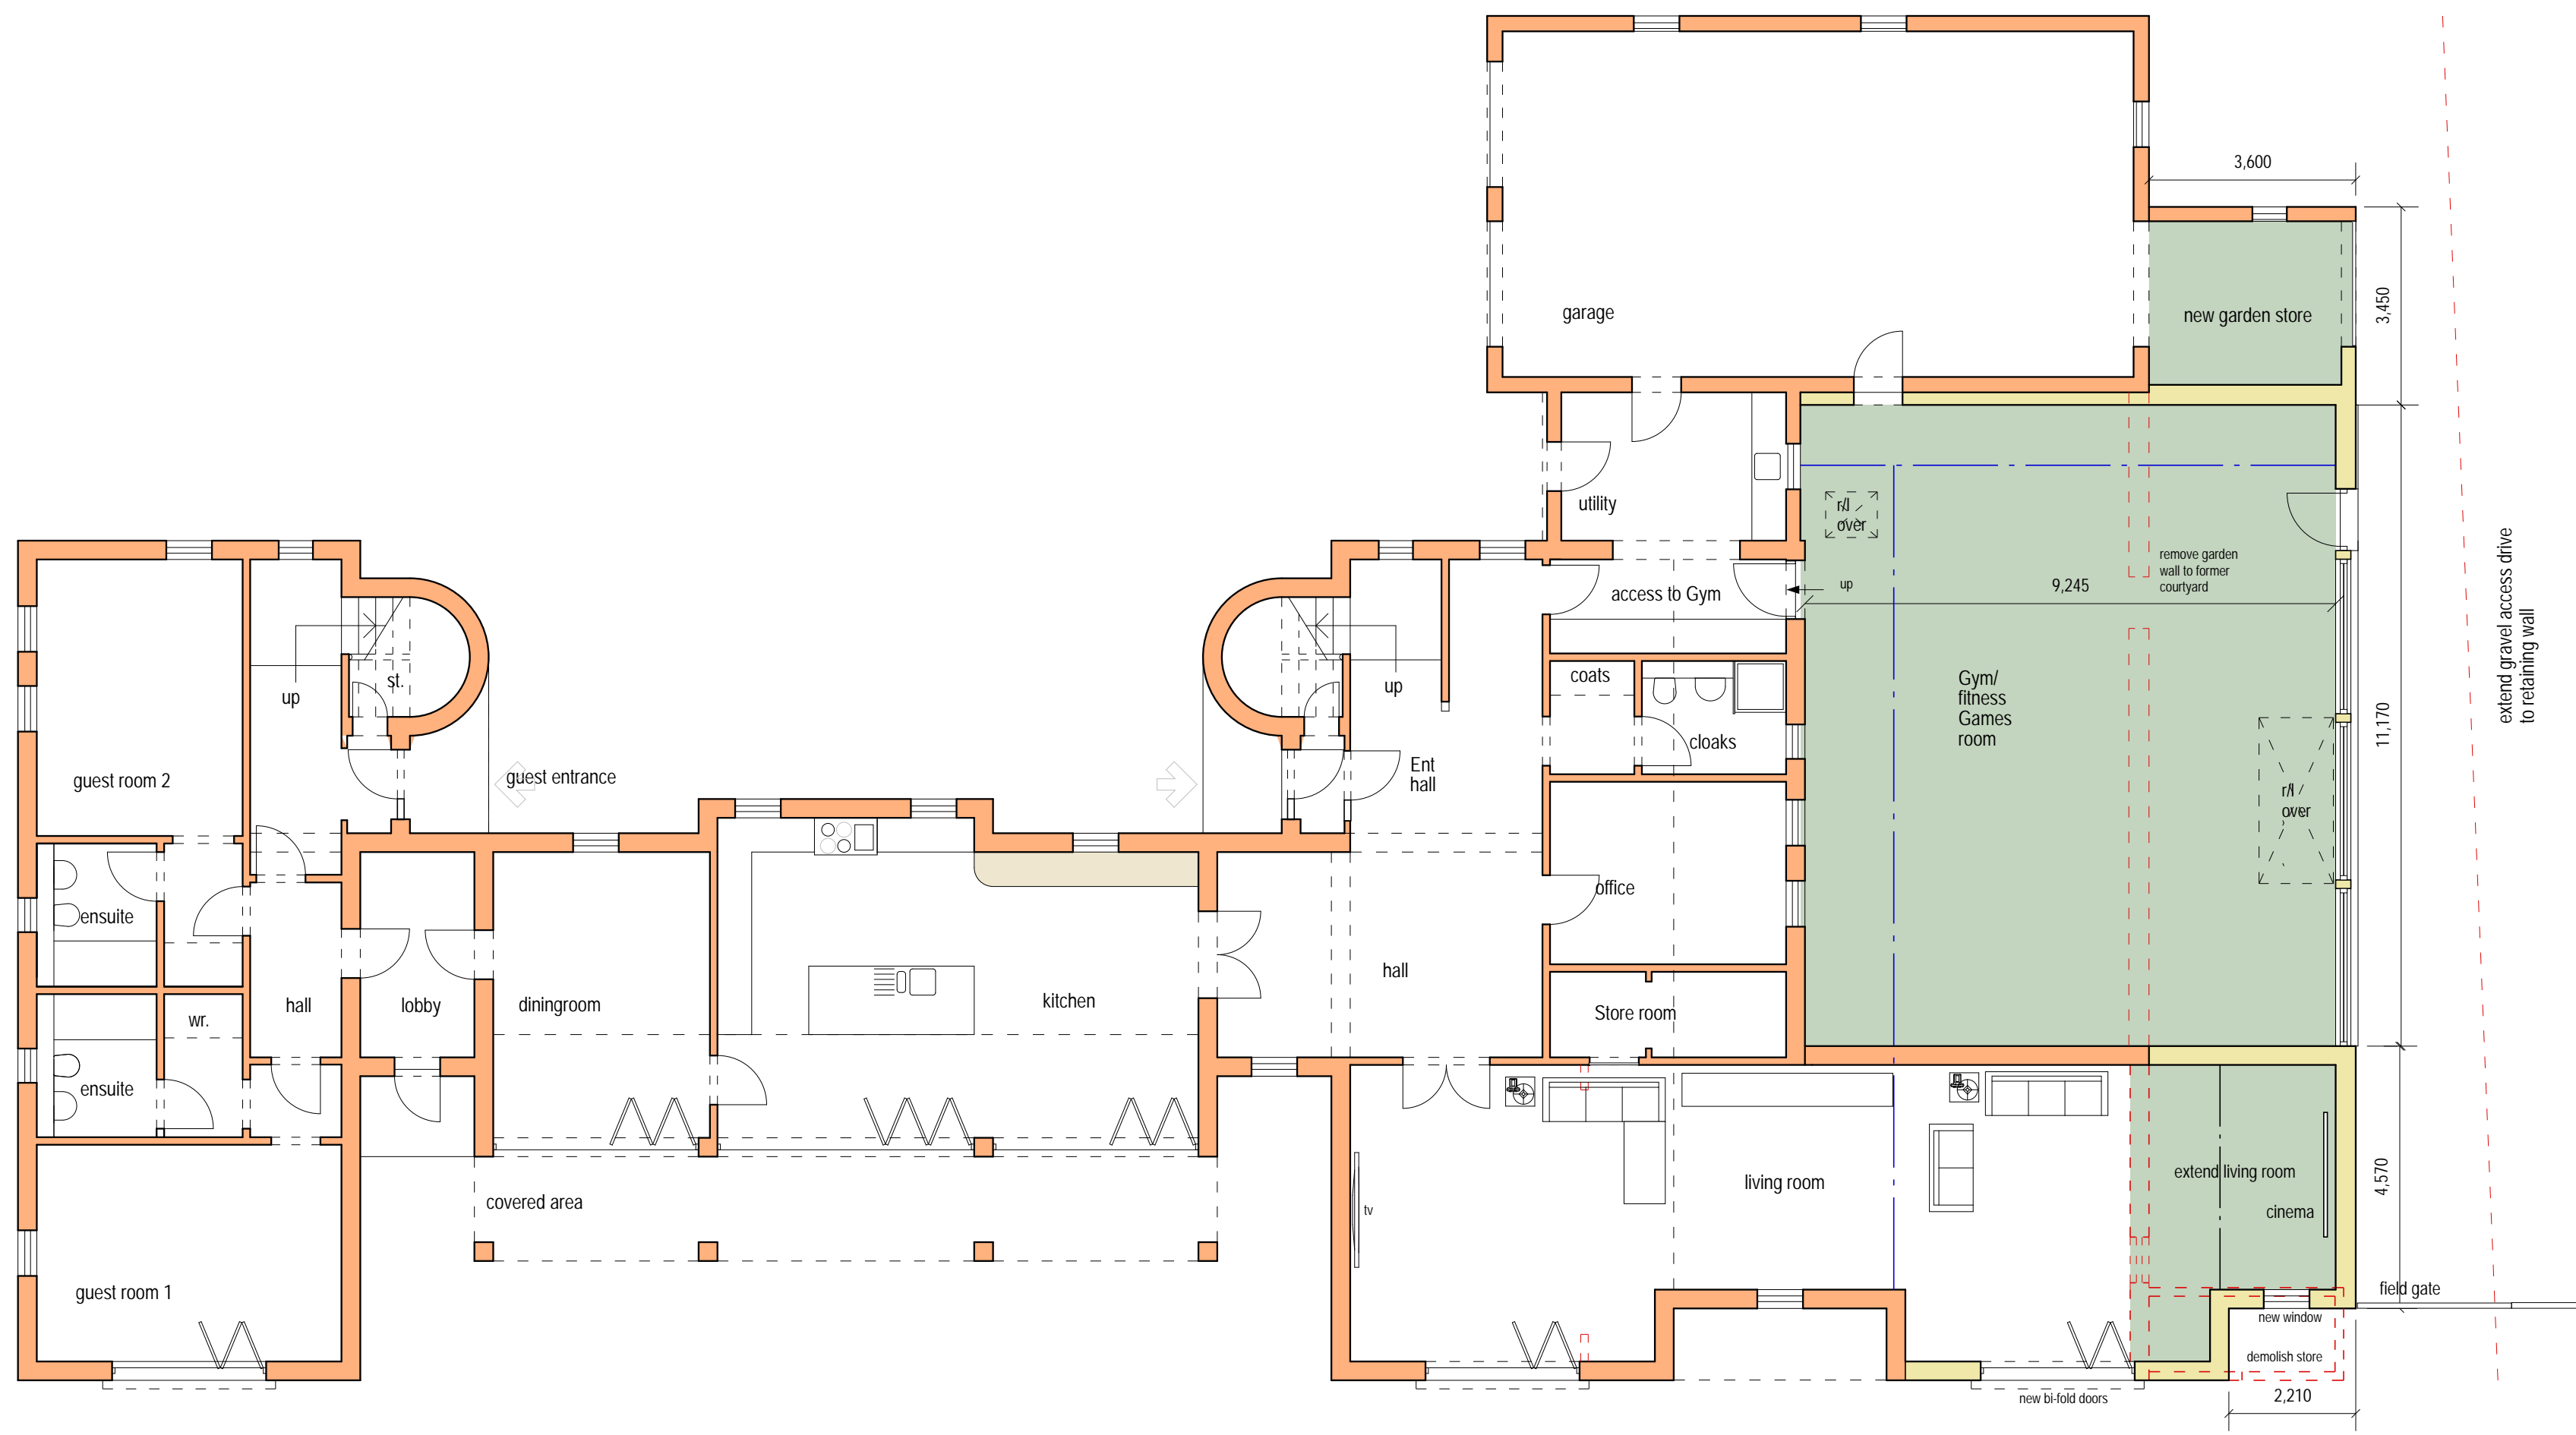 3,600
garage
new garden store
3,450
utility
r/l
over
remove garden
wall to former
courtyard
extend gravel access drive
to retaining wall
access to Gym
up
9,245
st.
up
up
coats
Gym/
fitness
Games
room
11,170
cloaks
guest room 2
guest entrance
Ent
hall
r/l
over
office
ensuite
hall
hall
lobby
diningroom
kitchen
Store room
wr.
ensuite
extend living room
4,570
living room
covered area
tv
cinema
guest room 1
field gate
new window
demolish store
new bi-fold doors
2,210